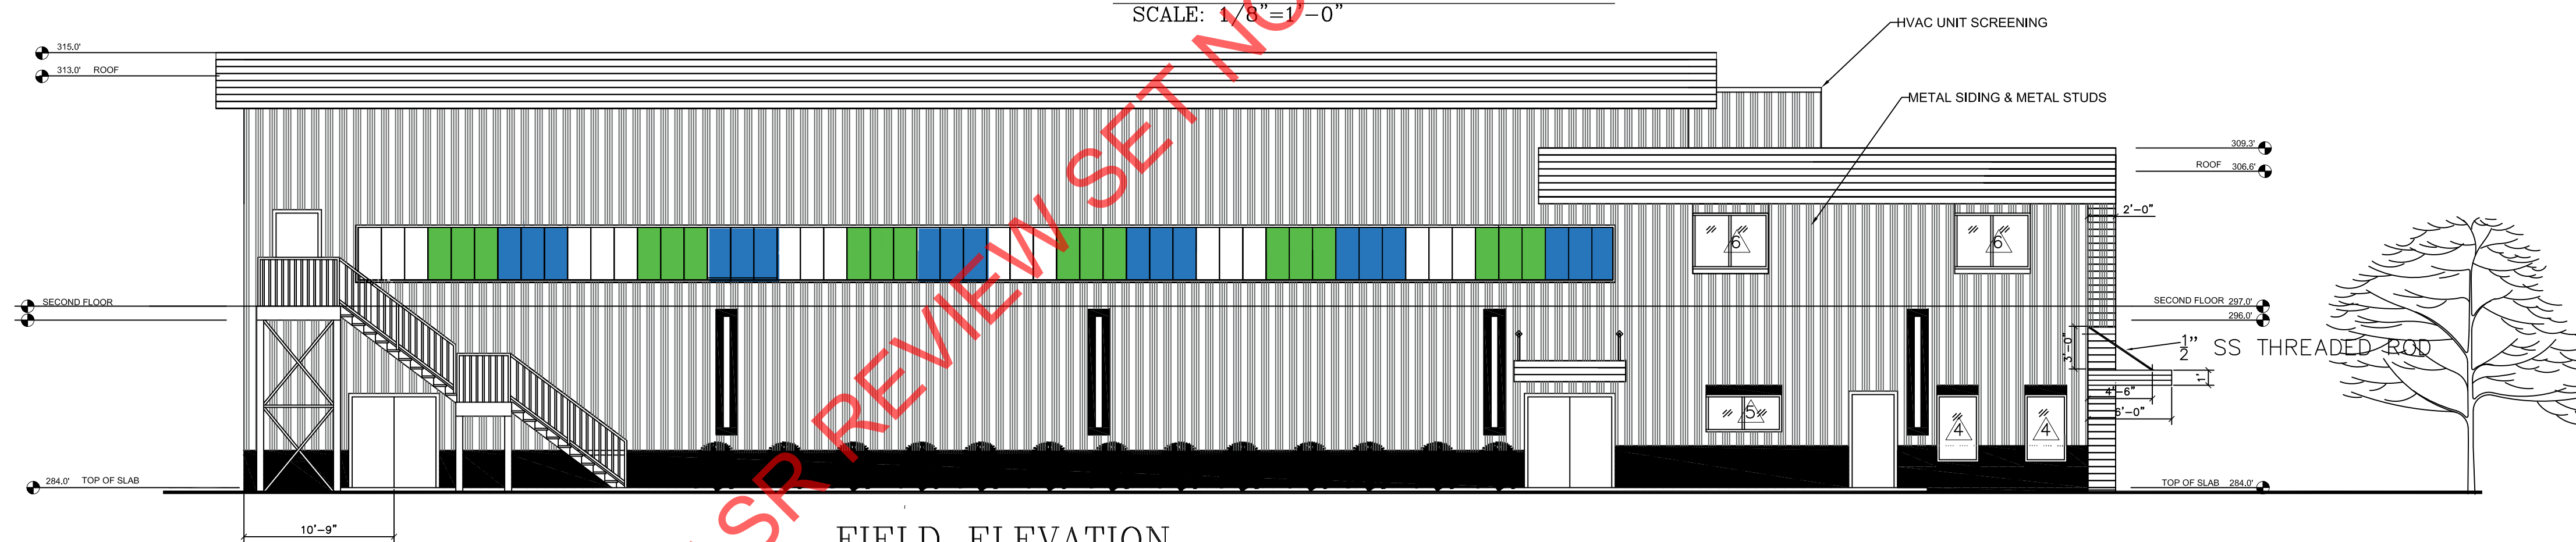 SCALE: 1/8"=1'-0"
HVAC UNIT SCREENING
315.0'
313.0' ROOF
METAL SIDING & METAL STUDS
309.3'
ROOF 306.6'
2'-0"
6
6
SECOND FLOOR
SECOND FLOOR 297.0'
296.0'
3'-0"
1/2" SS THREADED ROD
1'
4'-6"
6'-0"
5
4
4
284.0' TOP OF SLAB
TOP OF SLAB 284.0'
10'-9"
FIELD ELEVATION
SR REVIEW SET NO